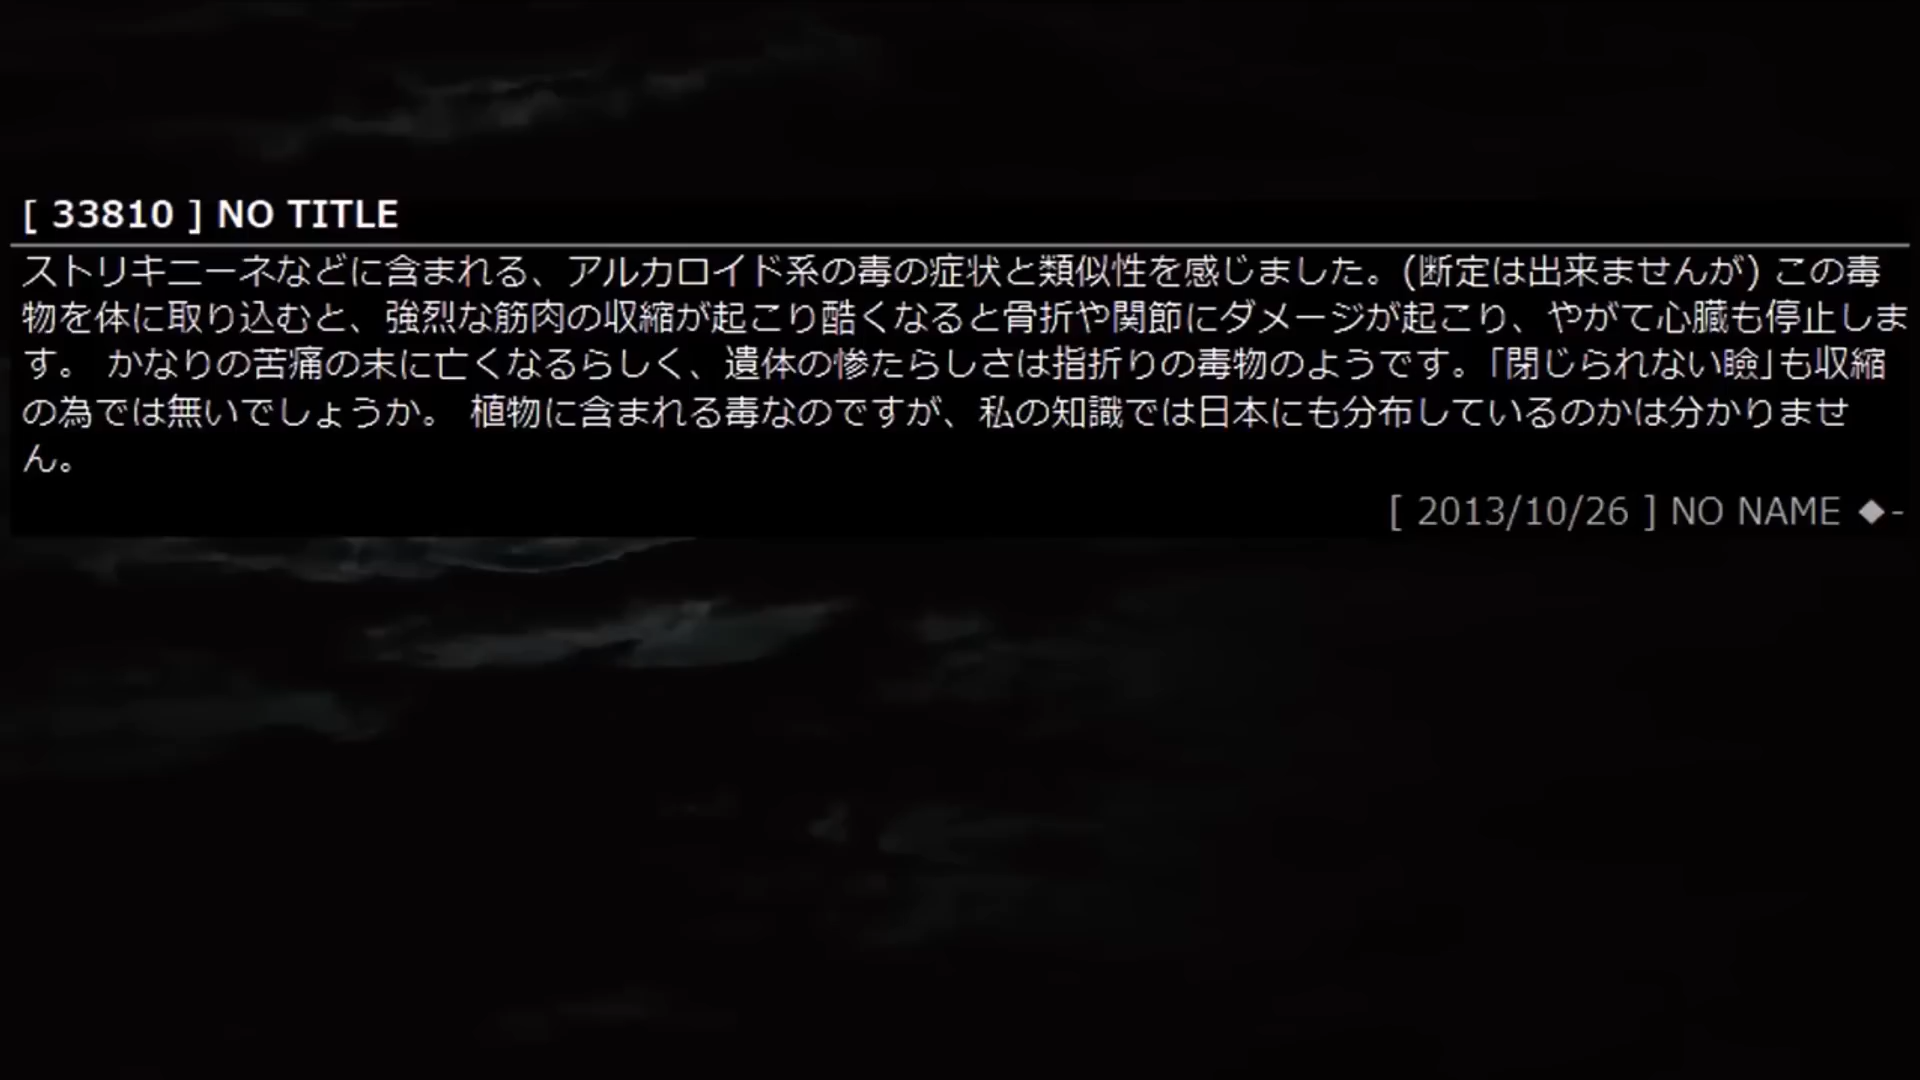 [ 33810 ] NO TITLE
ストリキニーネなどに含まれる、アルカロイド系の毒の症状と類似性を感じました。(断定は出来ませんが) この毒
物を体に取り込むと、強烈な筋肉の収縮が起こり酷くなると骨折や関節にダメージが起こり、やがて心臓も停止しま
す。 かなりの苦痛の末に亡くなるらしく、遺体の惨たらしさは指折りの毒物のようです。「閉じられない瞼」も収縮
の為では無いでしょうか。 植物に含まれる毒なのですが、私の知識では日本にも分布しているのかは分かりませ
ん。
[ 2013/10/26 ] NO NAME ◆-